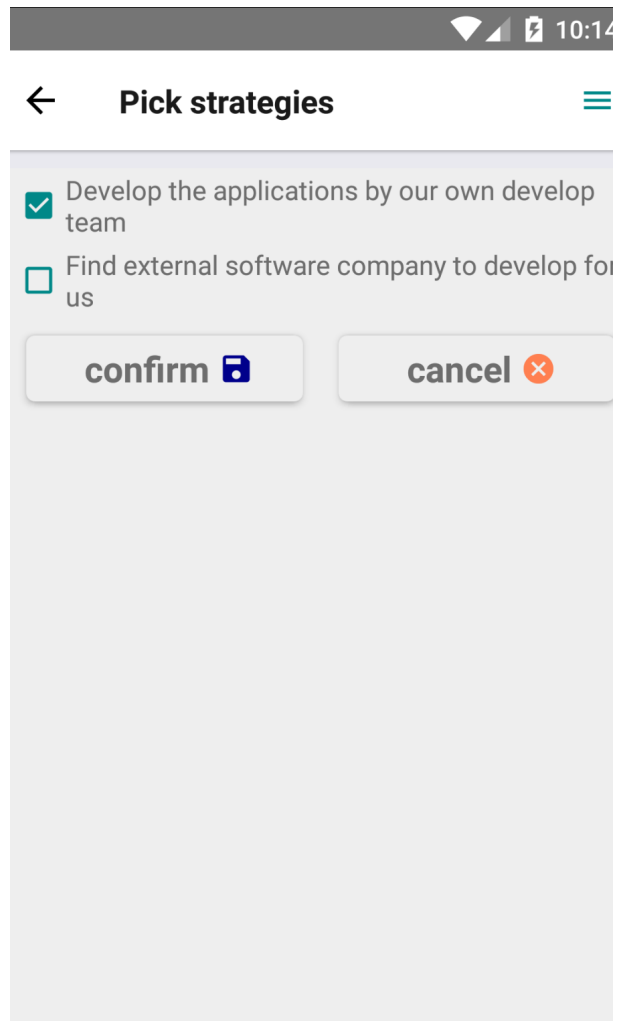 10:14
Pick strategies
Develop the applications by our own develop
team
Find external software company to develop for
us
confirm
cancel